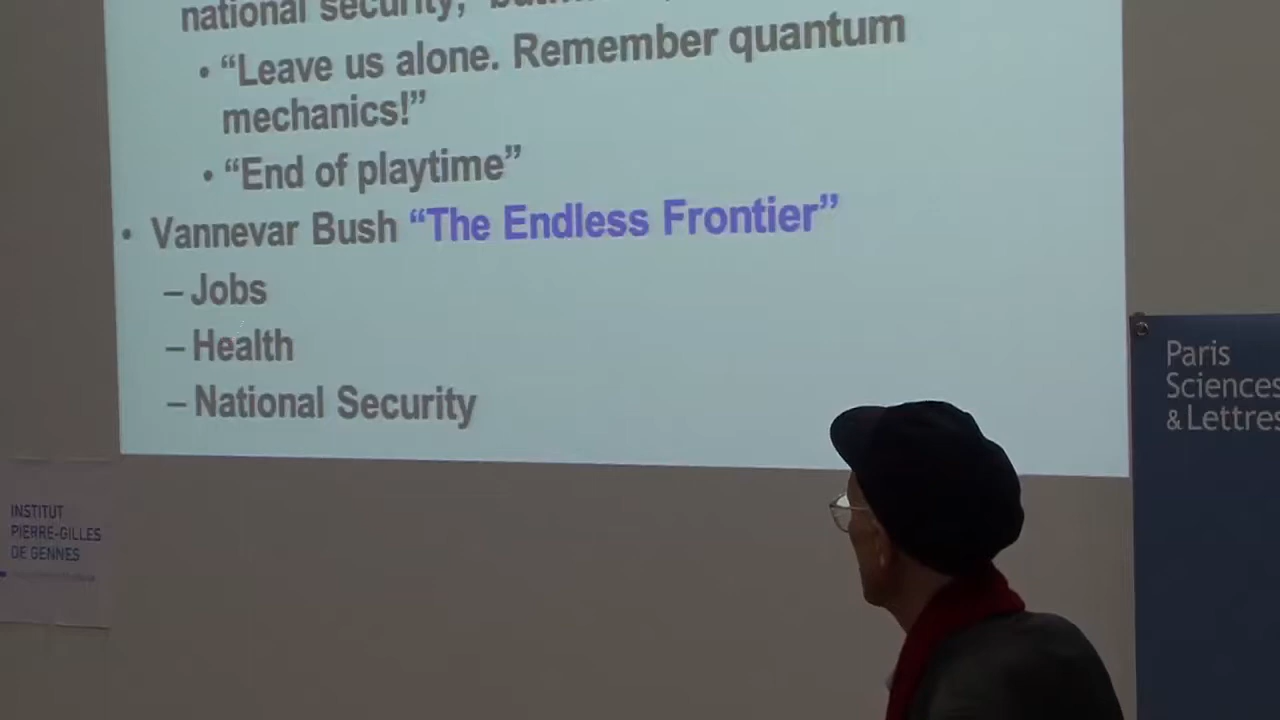 national security,
• “Leave us alone. Remember quantum
mechanics!”
• “End of playtime”
• Vannevar Bush “The Endless Frontier”
– Jobs
– Health
– National Security
Paris
Sciences
& Lettres
INSTITUT
PIERRE-GILLES
DE GENNES